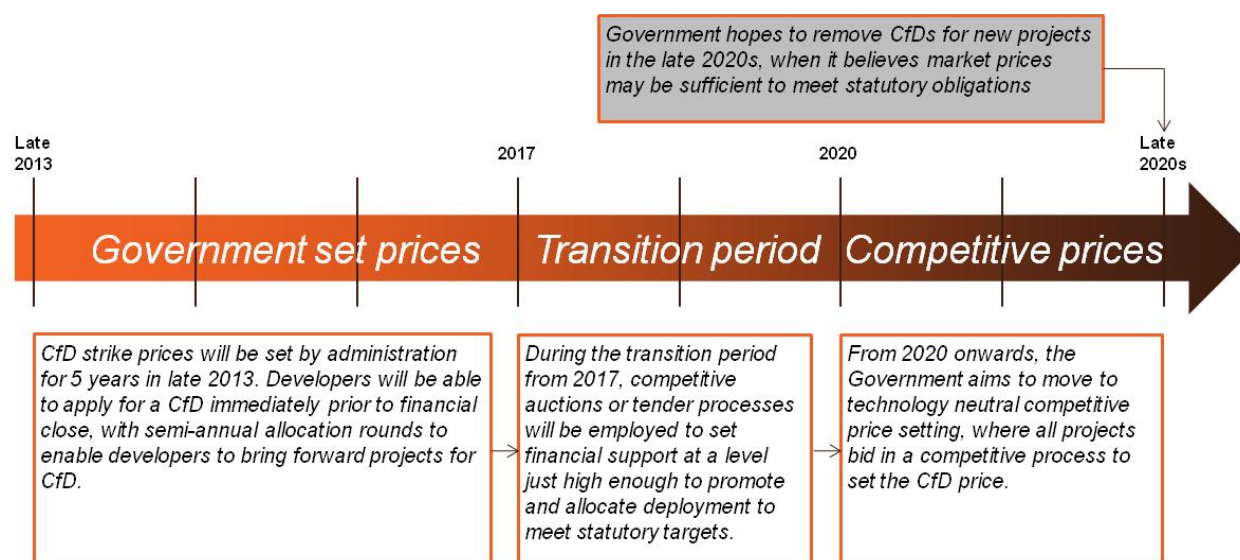 Government hopes to remove CfDs for new projects
in the late 2020s, when it believes market prices
may be sufficient to meet statutory obligations
Late
2013
2017
2020
Late
2020s
Government set prices
Transition period
Competitive prices
CfD strike prices will be set by administration
for 5 years in late 2013. Developers will be able
to apply for a CfD immediately prior to financial
close, with semi-annual allocation rounds to
enable developers to bring forward projects for
CfD.
During the transition period
from 2017, competitive
auctions or tender processes
will be employed to set
financial support at a level
just high enough to promote
and allocate deployment to
meet statutory targets.
From 2020 onwards, the
Government aims to move to
technology neutral competitive
price setting, where all projects
bid in a competitive process to
set the CfD price.